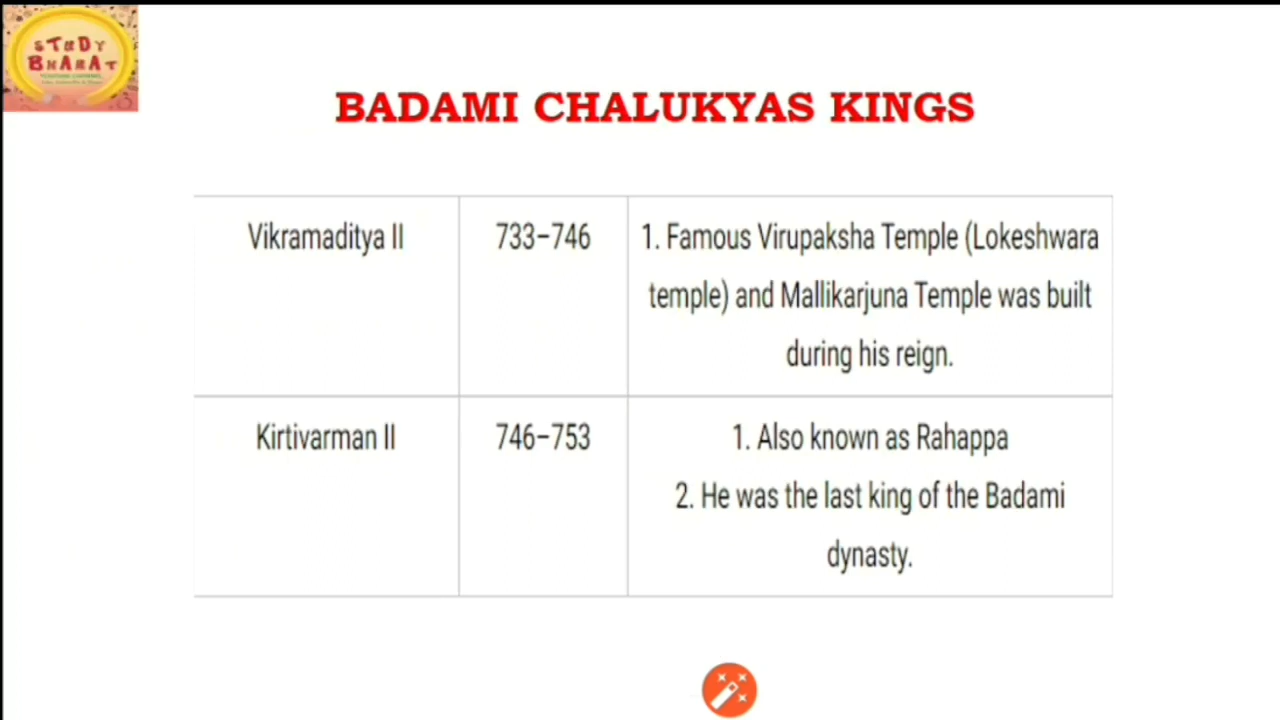 STUDY
BHARAT
BADAMI CHALUKYAS KINGS
Vikramaditya II
733–746
1. Famous Virupaksha Temple (Lokeshwara
temple) and Mallikarjuna Temple was built
during his reign.
Kirtivarman II
746–753
1. Also known as Rahappa
2. He was the last king of the Badami
dynasty.